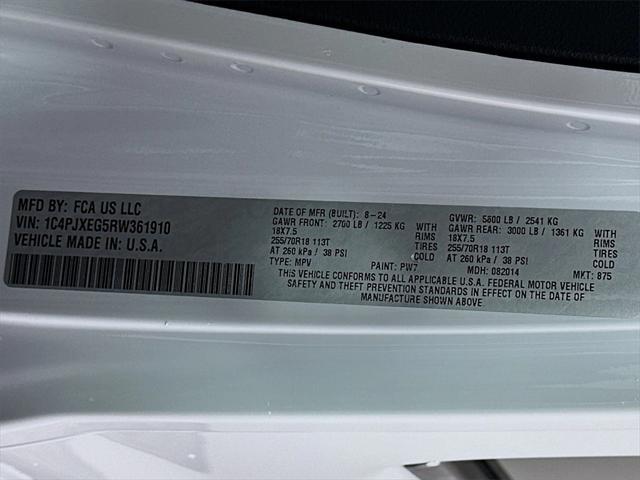 MFD BY: FCA US LLC
VIN: 1C4PJXEG5RW361910
VEHICLE MADE IN: U.S.A.
DATE OF MFR (BUILT): 8-24
GAWR FRONT: 2700 LB / 1225 KG
WITH
18X7.5 RIMS
255/70R18 113T TIRES
AT 260 kPa / 38 PSI COLD
TYPE: MPV PAINT: PW7
GVWR: 5600 LB / 2541 KG
GAWR REAR: 3000 LB / 1361 KG
WITH
18X7.5 RIMS
255/70R18 113T TIRES
AT 260 kPa / 38 PSI COLD
MDH: 082014 MKT: 875
THIS VEHICLE CONFORMS TO ALL APPLICABLE U.S.A. FEDERAL MOTOR VEHICLE
SAFETY AND THEFT PREVENTION STANDARDS IN EFFECT ON THE DATE OF
MANUFACTURE SHOWN ABOVE.